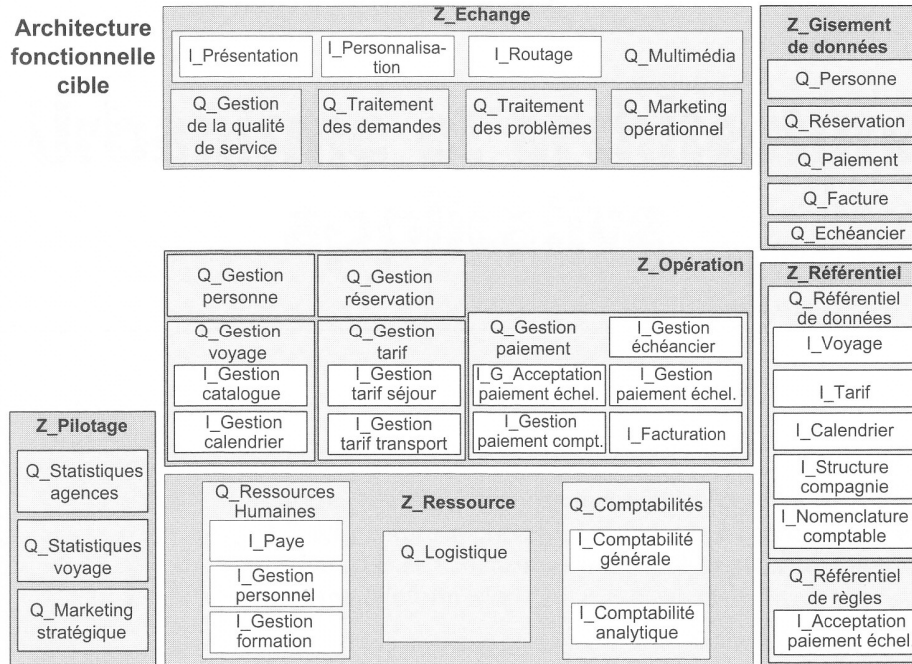 Architecture
fonctionnelle
cible
Z_Echange
I_Présentation
I_Personnalisa-
tion
I_Routage
Q_Multimédia
Q_Gestion
de la qualité
de service
Q_Traitement
des demandes
Q_Traitement
des problèmes
Q_Marketing
opérationnel
Z_Gisement
de données
Q_Personne
Q_Réservation
Q_Paiement
Q_Facture
Q_Echéancier
Z_Opération
Q_Gestion
personne
Q_Gestion
réservation
Q_Gestion
voyage
I_Gestion
catalogue
I_Gestion
calendrier
Q_Gestion
tarif
I_Gestion
tarif séjour
I_Gestion
tarif transport
Q_Gestion
paiement
I_Gestion
échéancier
I_G_Acceptation
paiement échel.
I_Gestion
paiement échel.
I_Gestion
paiement compt.
I_Facturation
Z_Référentiel
Q_Référentiel
de données
I_Voyage
I_Tarif
I_Calendrier
I_Structure
compagnie
I_Nomenclature
comptable
Q_Référentiel
de règles
I_Acceptation
paiement échel
Z_Pilotage
Q_Statistiques
agences
Q_Statistiques
voyage
Q_Marketing
stratégique
Z_Ressource
Q_Ressources
Humaines
I_Paye
I_Gestion
personnel
I_Gestion
formation
Q_Logistique
Q_Comptabilités
I_Comptabilité
générale
I_Comptabilité
analytique